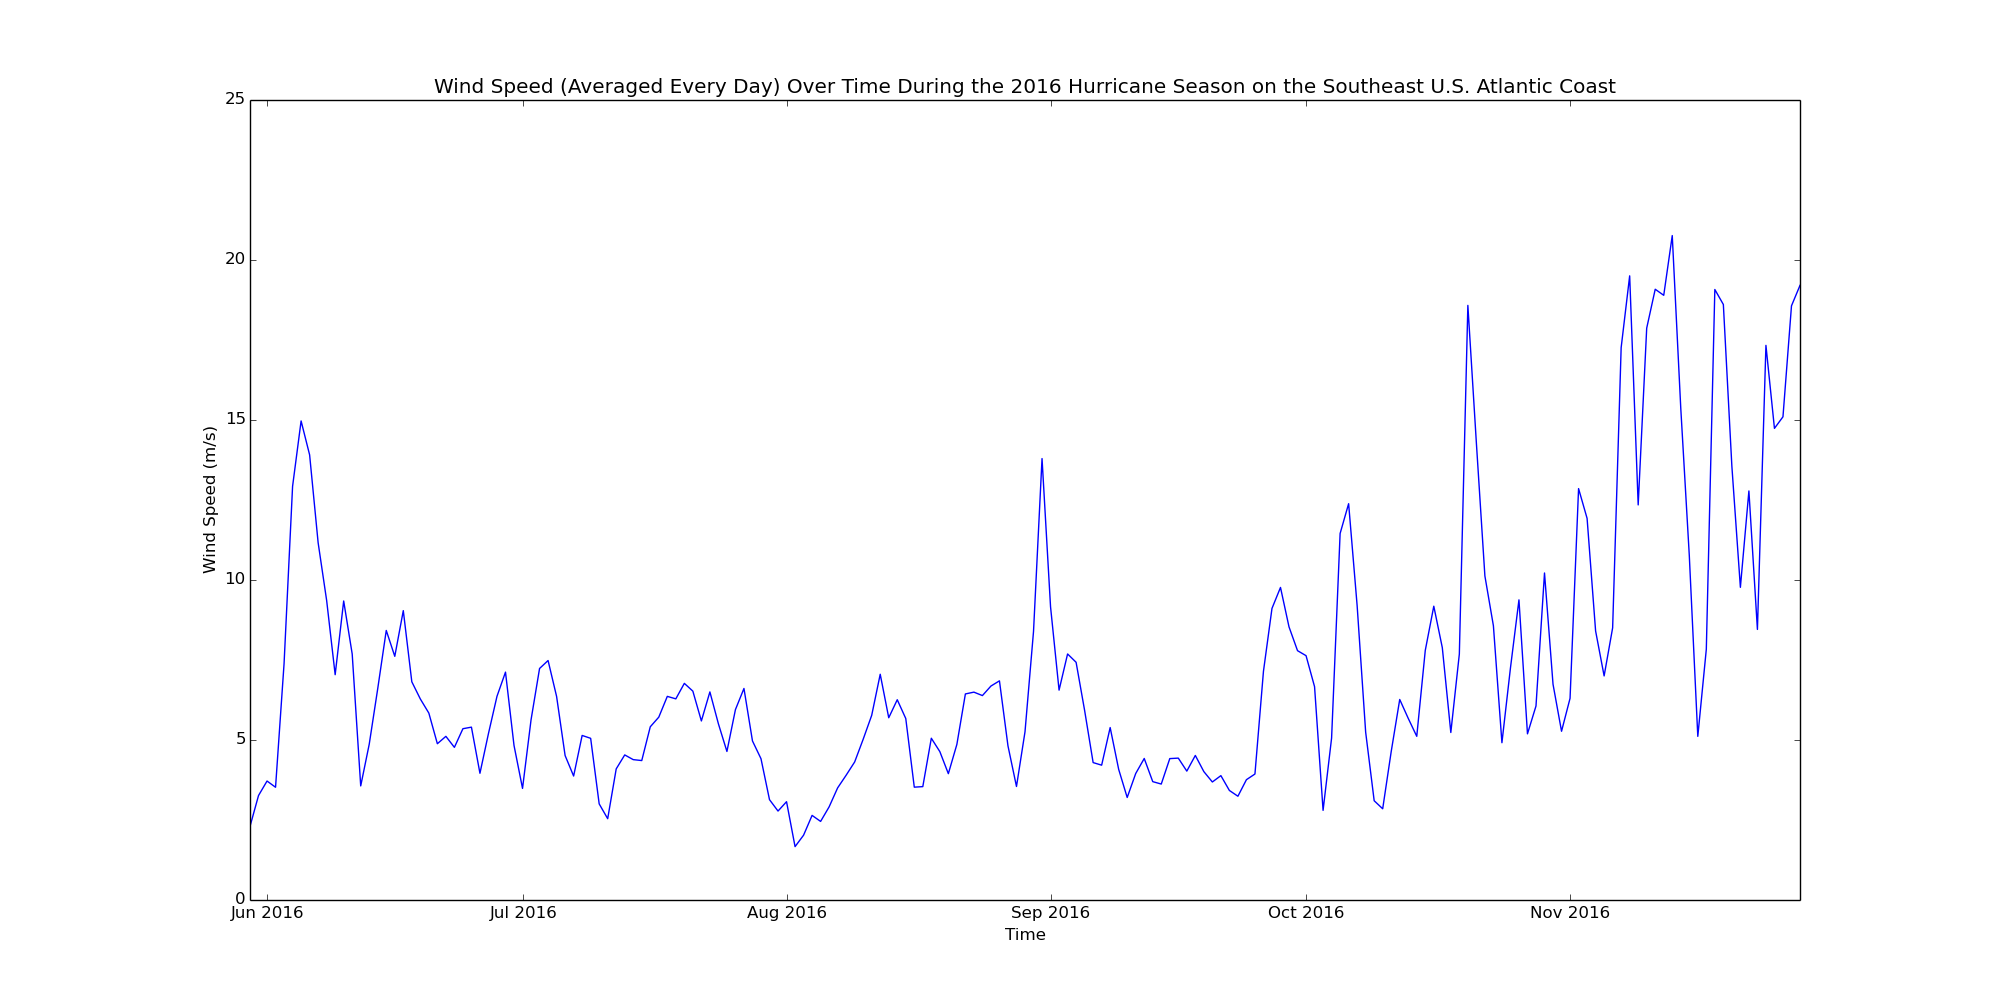 Wind Speed (Averaged Every Day) Over Time During the 2016 Hurricane Season on the Southeast U.S. Atlantic Coast
25
20
15
10
5
0
Wind Speed (m/s)
Jun 2016 Jul 2016 Aug 2016 Sep 2016 Oct 2016 Nov 2016
Time